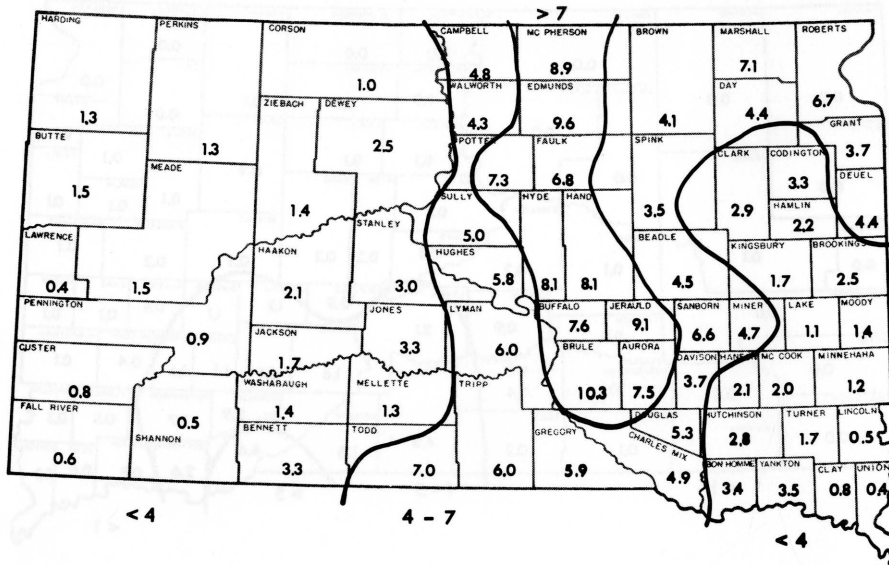 > 7
HARDING PERKINS CORSON CAMPBELL MC PHERSON BROWN MARSHALL ROBERTS
1.3 1.3 1.0 4.8 8.9 4.1 7.1 6.7
ZIEBACH DEWEY WALWORTH EDMUNDS DAY GRANT
1.4 2.5 4.3 9.6 4.4 3.7
BUTTE MEADE POTTER FAULK SPINK CLARK CODINGTON DEUEL
1.5 1.5 7.3 6.8 3.5 2.9 3.3 4.4
HAMLIN
2.2
STANLEY SULLY HYDE HAND
3.0 5.0 8.1 8.1
LAWRENCE HAAKON HUGHES BEADLE KINGSBURY BROOKINGS
0.4 2.1 5.8 4.5 1.7 2.5
PENNINGTON JACKSON JONES LYMAN BUFFALO JERAULD SANBORN MINER LAKE MOODY
0.9 1.7 3.3 6.0 7.6 9.1 6.6 4.7 1.1 1.4
CUSTER BRULE AURORA DAVISON HANSON MC COOK MINNEHAHA
0.8 10.3 7.5 3.7 2.1 2.0 1.2
WASHABAUGH MELLETTE TRIPP
1.4 1.3 6.0
FALL RIVER SHANNON BENNETT TODD GREGORY CHARLES MIX DOUGLAS HUTCHINSON TURNER LINCOLN
0.6 0.5 3.3 7.0 5.9 4.9 5.3 2.8 1.7 0.5
BON HOMME YANKTON CLAY UNION
3.4 3.5 0.8 0.4
< 4 4 – 7 < 4